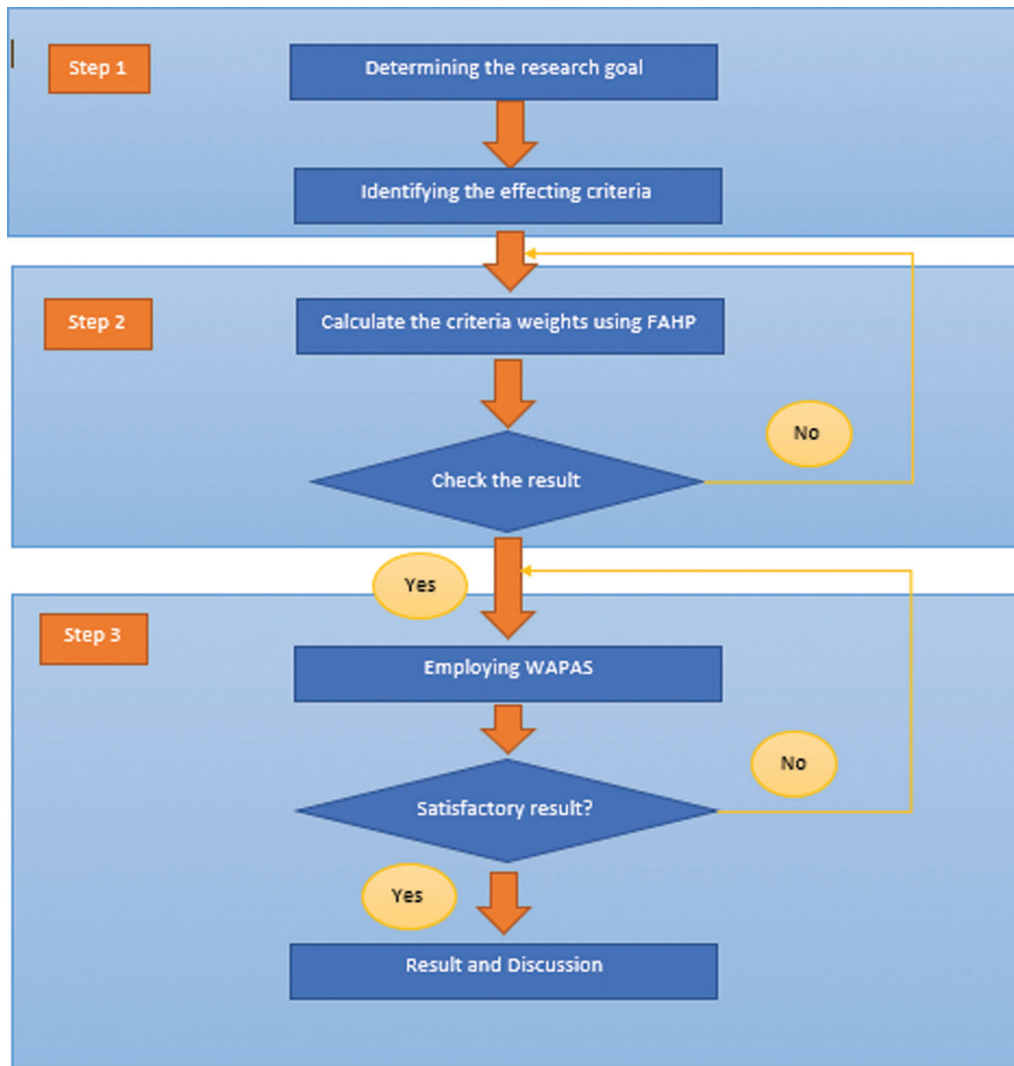 Step 1
Determining the research goal
Identifying the effecting criteria
Step 2
Calculate the criteria weights using FAHP
No
Check the result
Yes
Step 3
Employing WAPAS
No
Satisfactory result?
Yes
Result and Discussion